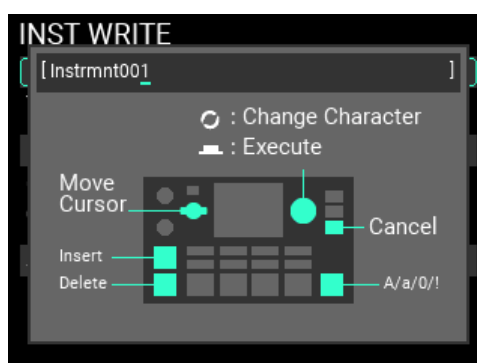 INST WRITE
[ Instrmnt001 ]
: Change Character
: Execute
Move
Cursor
Cancel
Insert
Delete
A/a/0/!